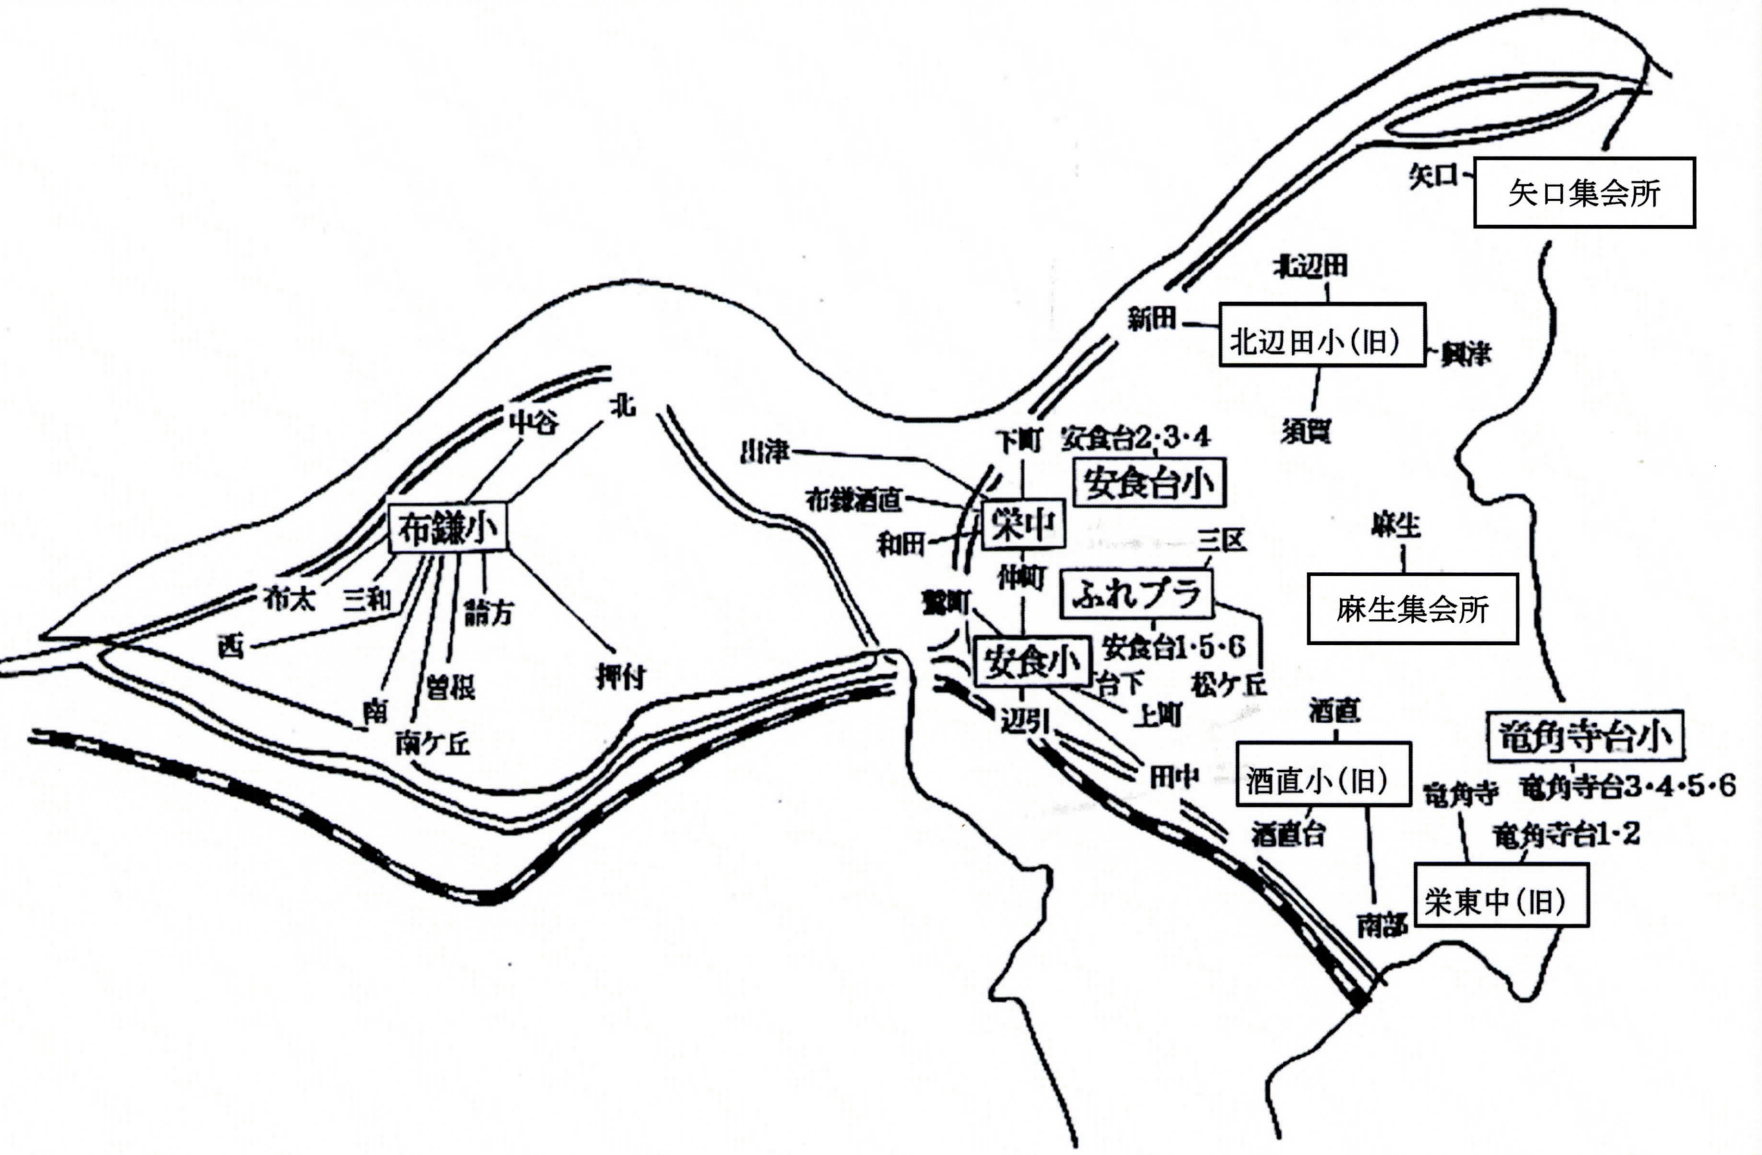 矢口
矢口集会所
北辺田
新田
北辺田小(旧)
興津
須賀
中谷
北
布鎌小
布太
三和
請方
西
曽根
押付
南
南ケ丘
出津
下町
安食台2・3・4
安食台小
布鎌酒直
栄中
和田
仲町
三区
ふれプラ
鷲町
安食小
安食台1・5・6
台下
松ケ丘
上町
辺引
田中
麻生
麻生集会所
酒直
酒直小(旧)
酒直台
南部
竜角寺台小
竜角寺台3・4・5・6
竜角寺
竜角寺台1・2
栄東中(旧)